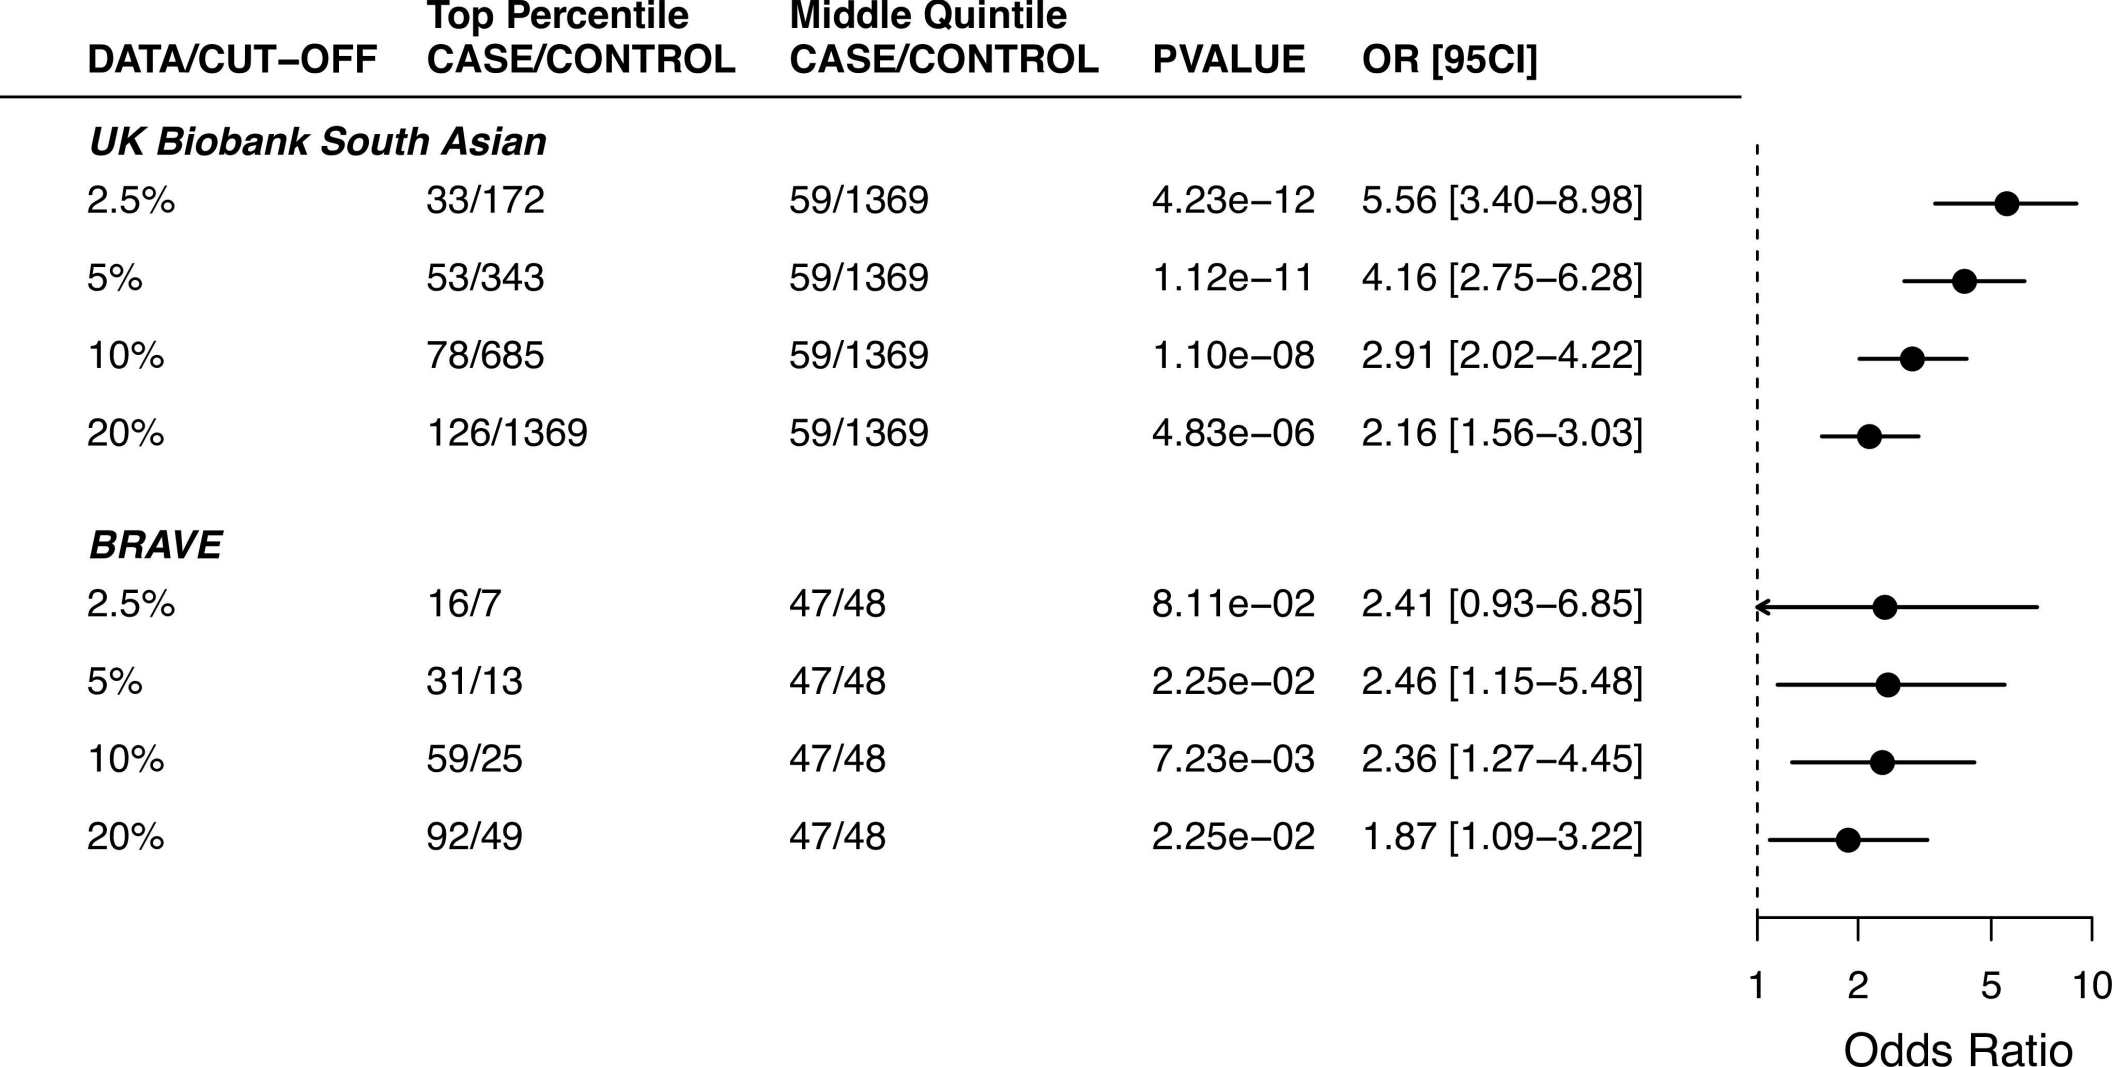 Top Percentile Middle Quintile
DATA/CUT–OFF CASE/CONTROL CASE/CONTROL PVALUE OR [95CI]
UK Biobank South Asian
2.5% 33/172 59/1369 4.23e–12 5.56 [3.40–8.98]
5% 53/343 59/1369 1.12e–11 4.16 [2.75–6.28]
10% 78/685 59/1369 1.10e–08 2.91 [2.02–4.22]
20% 126/1369 59/1369 4.83e–06 2.16 [1.56–3.03]
BRAVE
2.5% 16/7 47/48 8.11e–02 2.41 [0.93–6.85]
5% 31/13 47/48 2.25e–02 2.46 [1.15–5.48]
10% 59/25 47/48 7.23e–03 2.36 [1.27–4.45]
20% 92/49 47/48 2.25e–02 1.87 [1.09–3.22]
1 2 5 10
Odds Ratio